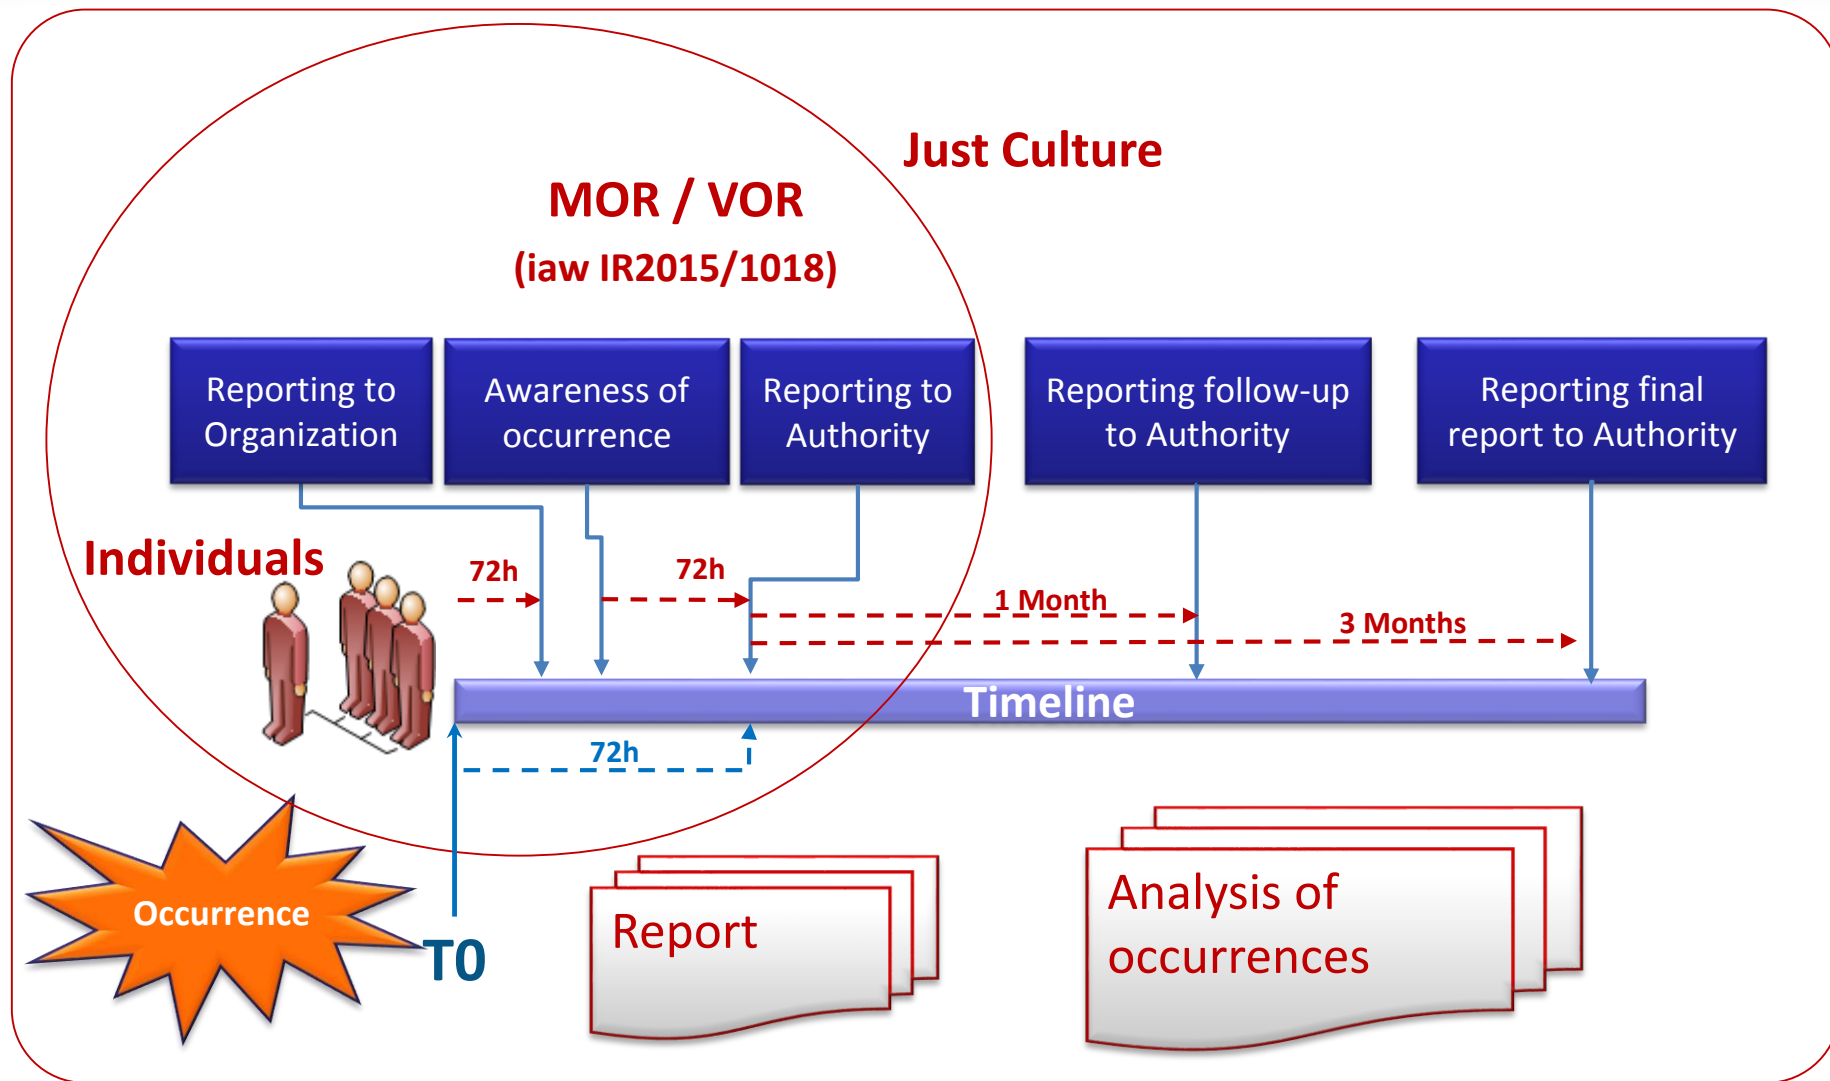 Just Culture
MOR / VOR
(iaw IR2015/1018)
Reporting to
Organization
Awareness of
occurrence
Reporting to
Authority
Reporting follow-up
to Authority
Reporting final
report to Authority
Individuals
72h
72h
1 Month
3 Months
Timeline
72h
Occurrence
T0
Report
Analysis of
occurrences